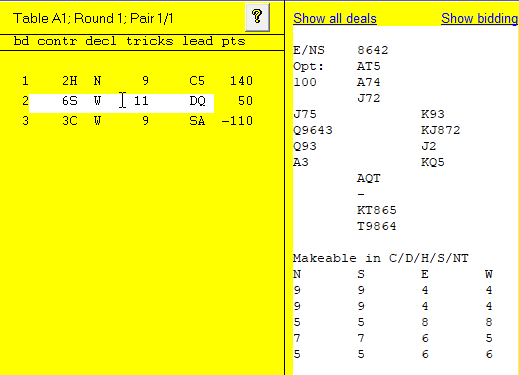 Table A1; Round 1; Pair 1/1
?
bd contr decl tricks lead pts
1 2H N 9 C5 140
2 6S W 11 DQ 50
3 3C W 9 SA -110
Show all deals Show bidding
E/NS 8642
Opt: AT5
100 A74
J72
J75 K93
Q9643 KJ872
Q93 J2
A3 KQ5
AQT
-
KT865
T9864
Makeable in C/D/H/S/NT
N S E W
9 9 4 4
9 9 4 4
5 5 8 8
7 7 6 5
5 5 6 6